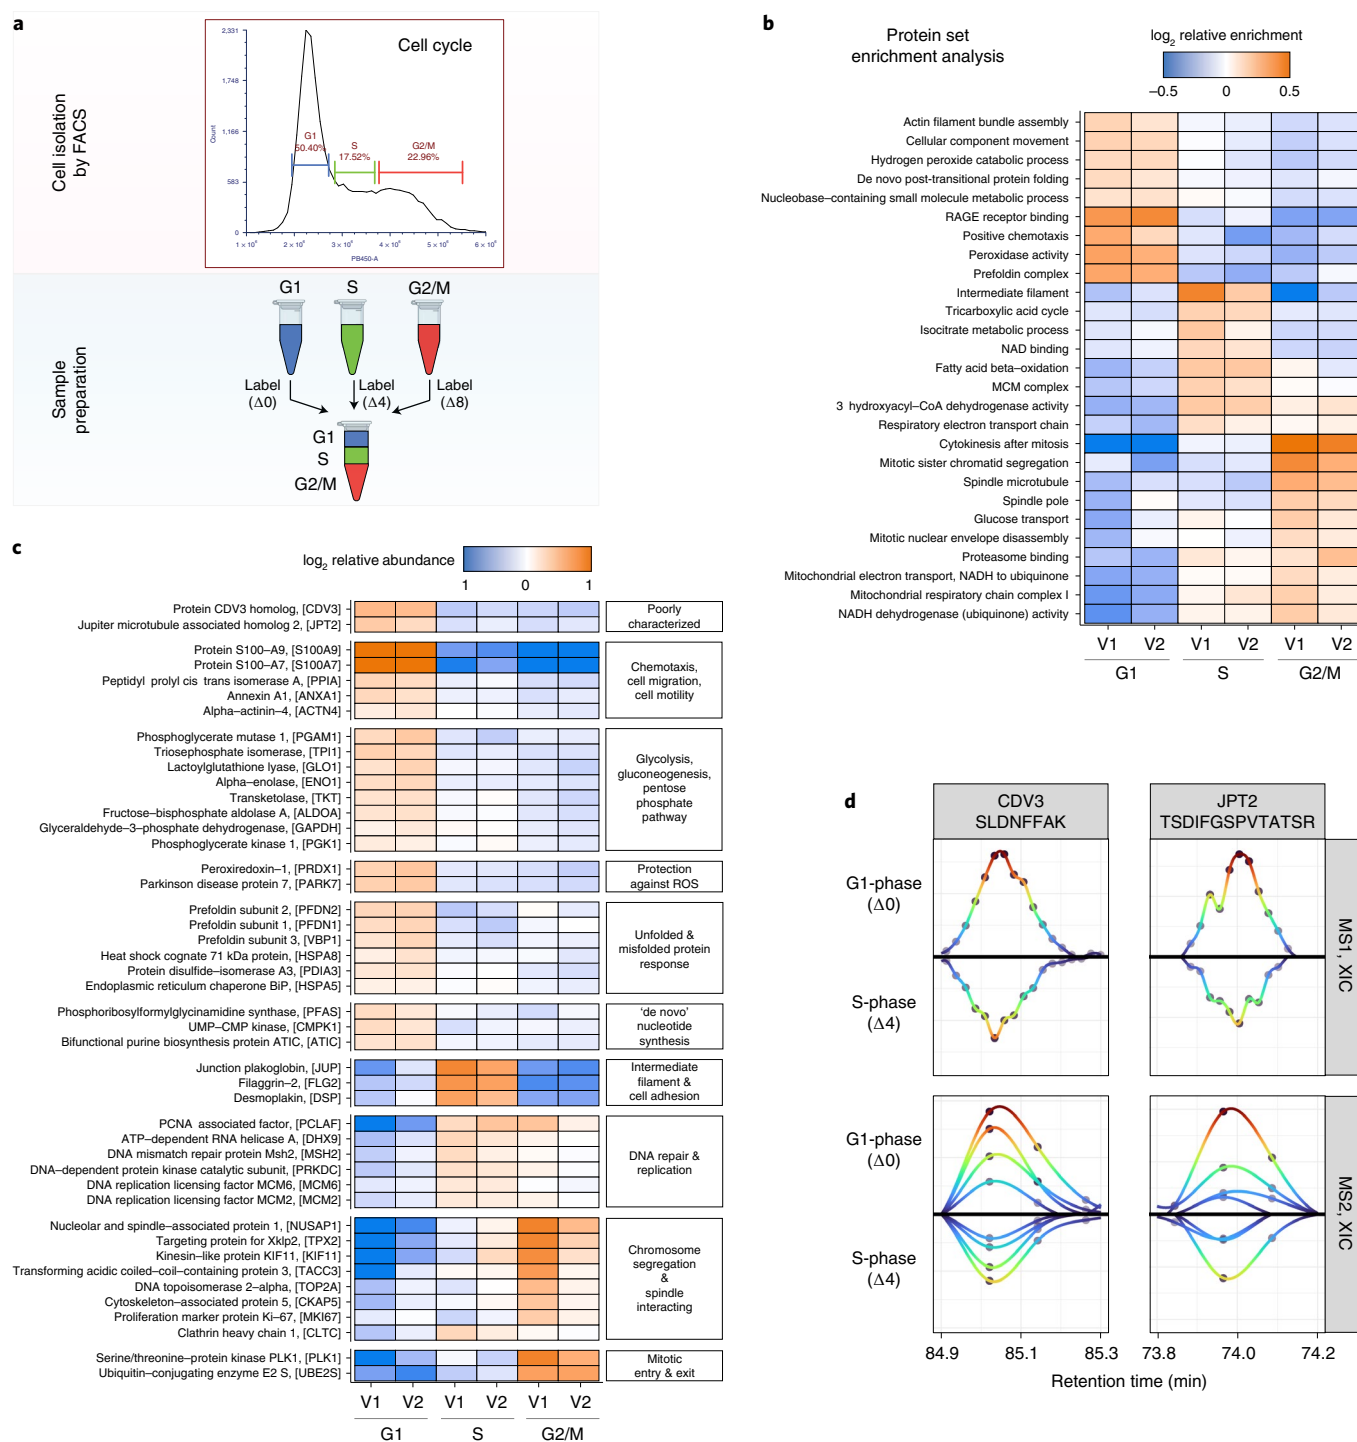 a
Cell isolation
by FACS
Cell cycle
2,331
1,748
1,166
583
0
Count
G1
50.40%
S
17.52%
G2/M
22.96%
1 × 10⁶
2 × 10⁶
3 × 10⁶
4 × 10⁶
5 × 10⁶
6 × 10⁶
PB450-A
Sample
preparation
G1
S
G2/M
Label
(Δ0)
Label
(Δ4)
Label
(Δ8)
G1
S
G2/M
b
Protein set
enrichment analysis
log₂ relative enrichment
–0.5 0 0.5
Actin filament bundle assembly
Cellular component movement
Hydrogen peroxide catabolic process
De novo post-transitional protein folding
Nucleobase–containing small molecule metabolic process
RAGE receptor binding
Positive chemotaxis
Peroxidase activity
Prefoldin complex
Intermediate filament
Tricarboxylic acid cycle
Isocitrate metabolic process
NAD binding
Fatty acid beta–oxidation
MCM complex
3 hydroxyacyl–CoA dehydrogenase activity
Respiratory electron transport chain
Cytokinesis after mitosis
Mitotic sister chromatid segregation
Spindle microtubule
Spindle pole
Glucose transport
Mitotic nuclear envelope disassembly
Proteasome binding
Mitochondrial electron transport, NADH to ubiquinone
Mitochondrial respiratory chain complex I
NADH dehydrogenase (ubiquinone) activity
V1 V2 V1 V2 V1 V2
G1 S G2/M
c
log₂ relative abundance
1 0 1
Protein CDV3 homolog, [CDV3]
Jupiter microtubule associated homolog 2, [JPT2]
Poorly
characterized
Protein S100–A9, [S100A9]
Protein S100–A7, [S100A7]
Peptidyl prolyl cis trans isomerase A, [PPIA]
Annexin A1, [ANXA1]
Alpha–actinin–4, [ACTN4]
Chemotaxis,
cell migration,
cell motility
Phosphoglycerate mutase 1, [PGAM1]
Triosephosphate isomerase, [TPI1]
Lactoylglutathione lyase, [GLO1]
Alpha–enolase, [ENO1]
Transketolase, [TKT]
Fructose–bisphosphate aldolase A, [ALDOA]
Glyceraldehyde–3–phosphate dehydrogenase, [GAPDH]
Phosphoglycerate kinase 1, [PGK1]
Glycolysis,
gluconeogenesis,
pentose
phosphate
pathway
Peroxiredoxin–1, [PRDX1]
Parkinson disease protein 7, [PARK7]
Protection
against ROS
Prefoldin subunit 2, [PFDN2]
Prefoldin subunit 1, [PFDN1]
Prefoldin subunit 3, [VBP1]
Heat shock cognate 71 kDa protein, [HSPA8]
Protein disulfide–isomerase A3, [PDIA3]
Endoplasmic reticulum chaperone BiP, [HSPA5]
Unfolded &
misfolded protein
response
Phosphoribosylformylglycinamidine synthase, [PFAS]
UMP–CMP kinase, [CMPK1]
Bifunctional purine biosynthesis protein ATIC, [ATIC]
‘de novo’
nucleotide
synthesis
Junction plakoglobin, [JUP]
Filaggrin–2, [FLG2]
Desmoplakin, [DSP]
Intermediate
filament &
cell adhesion
PCNA associated factor, [PCLAF]
ATP–dependent RNA helicase A, [DHX9]
DNA mismatch repair protein Msh2, [MSH2]
DNA–dependent protein kinase catalytic subunit, [PRKDC]
DNA replication licensing factor MCM6, [MCM6]
DNA replication licensing factor MCM2, [MCM2]
DNA repair &
replication
Nucleolar and spindle–associated protein 1, [NUSAP1]
Targeting protein for Xklp2, [TPX2]
Kinesin–like protein KIF11, [KIF11]
Transforming acidic coiled–coil–containing protein 3, [TACC3]
DNA topoisomerase 2–alpha, [TOP2A]
Cytoskeleton–associated protein 5, [CKAP5]
Proliferation marker protein Ki–67, [MKI67]
Clathrin heavy chain 1, [CLTC]
Chromosome
segregation
&
spindle
interacting
Serine/threonine–protein kinase PLK1, [PLK1]
Ubiquitin–conjugating enzyme E2 S, [UBE2S]
Mitotic
entry & exit
V1 V2 V1 V2 V1 V2
G1 S G2/M
d
CDV3
SLDNFFAK
JPT2
TSDIFGSPVTATSR
G1-phase
(Δ0)
S-phase
(Δ4)
MS1, XIC
G1-phase
(Δ0)
S-phase
(Δ4)
MS2, XIC
84.9 85.1 85.3 73.8 74.0 74.2
Retention time (min)